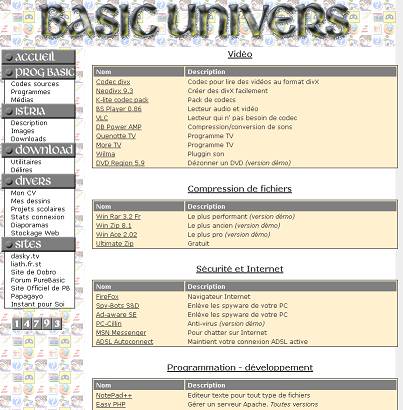 BASIC UNIVERS
ACCUEIL
PROG BASIC
Codes sources
Programmes
Médias
ISTRIA
Description
Images
Downloads
DOWNLOAD
Utilitaires
Délires
DIVERS
Mon CV
Mes dessins
Projets scolaires
Stats connexion
Diaporamas
Stockage Web
SITES
dasky.tv
liath.fr.st
Site de Dobro
Forum PureBasic
Site Officiel de PB
Papagayo
Instant pour Soi
14793
Vidéo
Nom Description
Codec divx Codec pour lire des vidéos au format divX
Neodivx 9.3 Créer des divX facilement
K-lite codec pack Pack de codecs
BS Player 0.86 Lecteur audio et vidéo
VLC Lecteur qui n' pas besoin de codec
DB Power AMP Compression/conversion de sons
Quenotte TV Programme TV
More TV Programme TV
Wilma Pluggin son
DVD Region 5.9 Dézonner un DVD (version démo)
Compression de fichiers
Nom Description
Win Rar 3.2 Fr Le plus performant (version démo)
Win Zip 8.1 Le plus ancien (version démo)
Win Ace 2.02 Le plus pro (version démo)
Ultimate Zip Gratuit
Sécurité et Internet
Nom Description
FireFox Navigateur Internet
Spy-Bots S&D Enlève les spyware de votre PC
Ad-aware SE Enlève les spyware de votre PC
PC-Cillin Anti-virus (version démo)
MSN Messenger Pour chatter sur Internet
ADSL Autoconnect Maintient votre connexion ADSL active
Programmation - développement
Nom Description
NotePad++ Editeur texte pour tout type de fichiers
Easy PHP Gérer un serveur Apache. Toutes versions